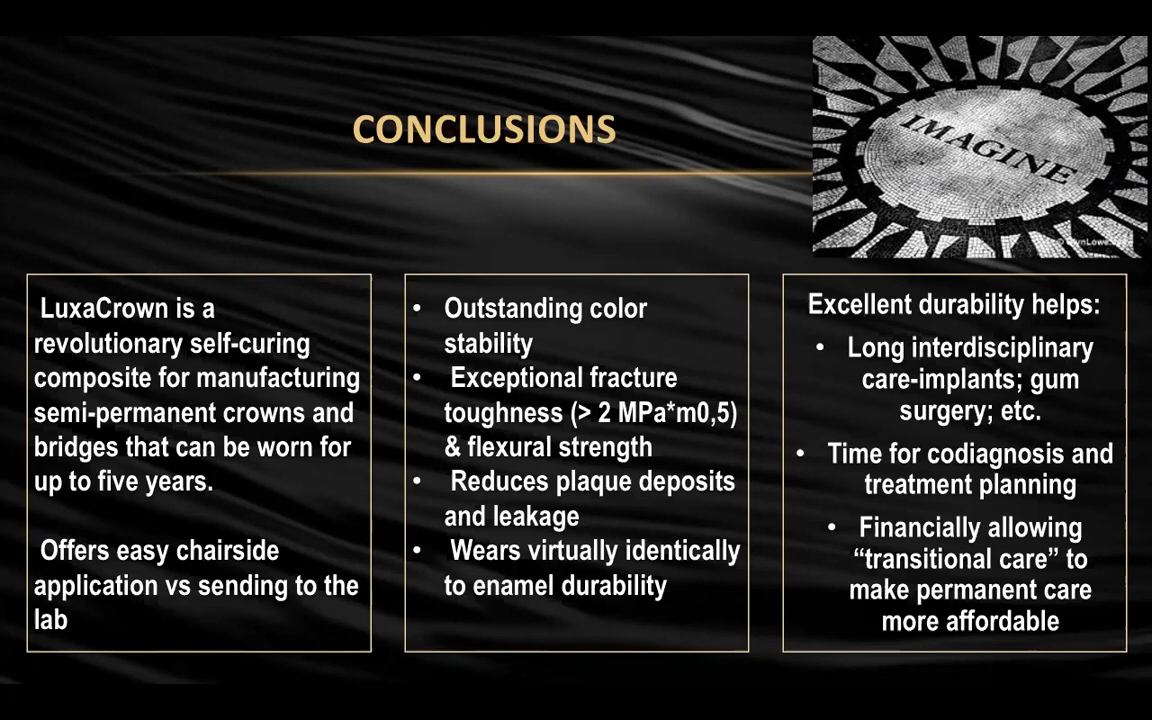 CONCLUSIONS
IMAGINE
LuxaCrown is a
revolutionary self-curing
composite for manufacturing
semi-permanent crowns and
bridges that can be worn for
up to five years.
Offers easy chairside
application vs sending to the
lab
• Outstanding color
stability
• Exceptional fracture
toughness (> 2 MPa*m0,5)
& flexural strength
• Reduces plaque deposits
and leakage
• Wears virtually identically
to enamel durability
Excellent durability helps:
• Long interdisciplinary
care-implants; gum
surgery; etc.
• Time for codiagnosis and
treatment planning
• Financially allowing
“transitional care” to
make permanent care
more affordable